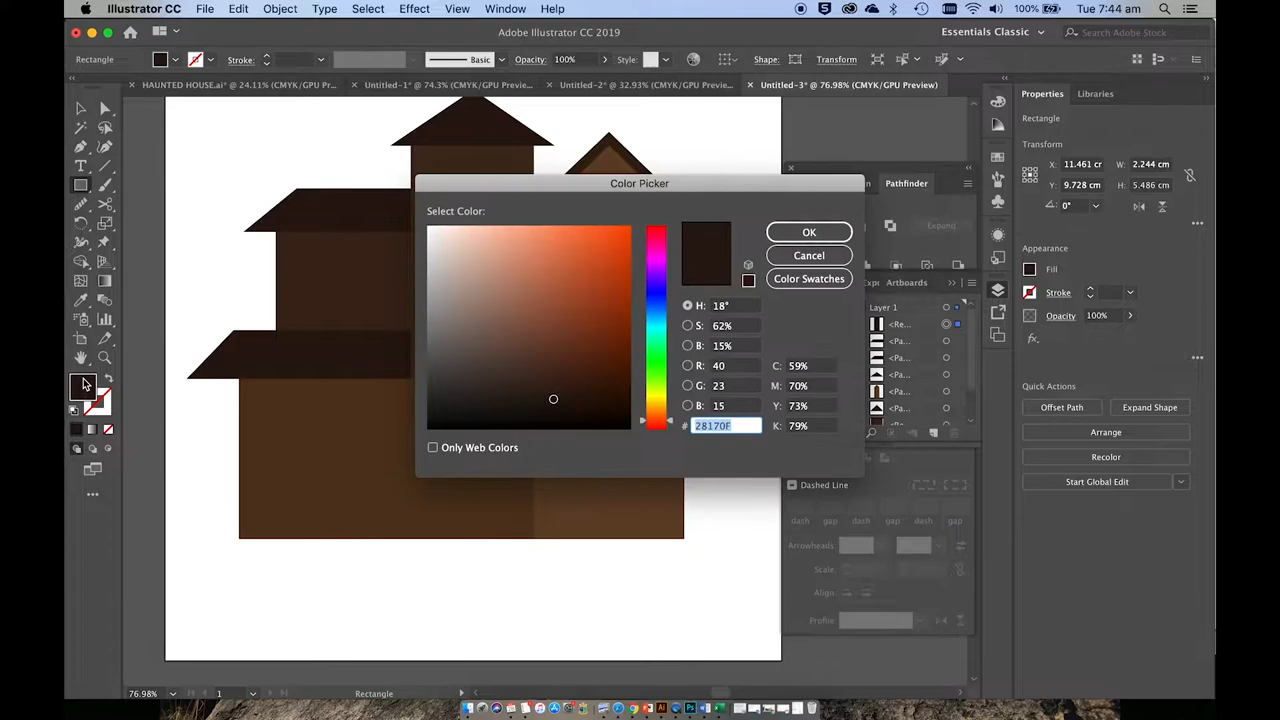 Illustrator CC File Edit Object Type Select Effect View Window Help 100% Tue 7:44 am
Adobe Illustrator CC 2019 Essentials Classic Search Adobe Stock
Rectangle Stroke: Basic Opacity: 100% Style: Shape: Transform
HAUNTED HOUSE.ai* @ 24.11% (CMYK/GPU Pre... Untitled-1* @ 74.3% (CMYK/GPU Preview... Untitled-2* @ 32.93% (CMYK/GPU Preview... Untitled-3* @ 76.98% (CMYK/GPU Preview)
Properties Libraries
Rectangle
Transform
X: 11.461 cr W: 2.244 cm
Y: 9.728 cm H: 5.486 cm
0°
Appearance
Fill
Stroke
Opacity 100%
fx.
Quick Actions
Offset Path Expand Shape
Arrange
Recolor
Start Global Edit
Pathfinder
Expand
Artboards
Layer 1
<Re...
<Pa...
<Pa...
<Pa...
<Pa...
<Pa...
Dashed Line
dash gap dash gap dash gap
Arrowheads:
Scale:
Align:
Profile:
Color Picker
Select Color:
OK
Cancel
Color Swatches
H: 18°
S: 62%
B: 15%
R: 40 C: 59%
G: 23 M: 70%
B: 15 Y: 73%
# 28170F K: 79%
Only Web Colors
76.98% 1 Rectangle